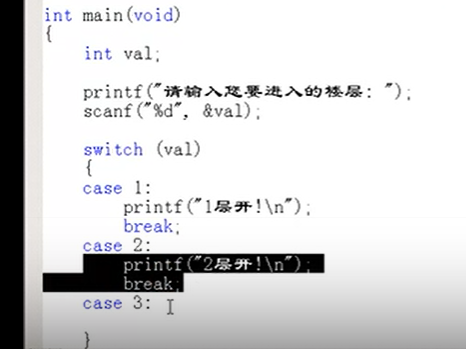 int main(void)
{
int val;
printf("请输入您要进入的楼层: ");
scanf("%d", &val);
switch (val)
{
case 1:
printf("1层开!\n");
break;
case 2:
printf("2层开!\n");
break;
case 3:
}